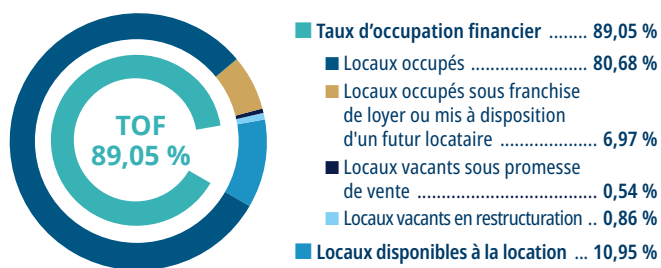 TOF
89,05 %
Taux d’occupation financier ........ 89,05 %
Locaux occupés ...................... 80,68 %
Locaux occupés sous franchise
de loyer ou mis à disposition
d'un futur locataire .................. 6,97 %
Locaux vacants sous promesse
de vente ................................ 0,54 %
Locaux vacants en restructuration .. 0,86 %
Locaux disponibles à la location ... 10,95 %